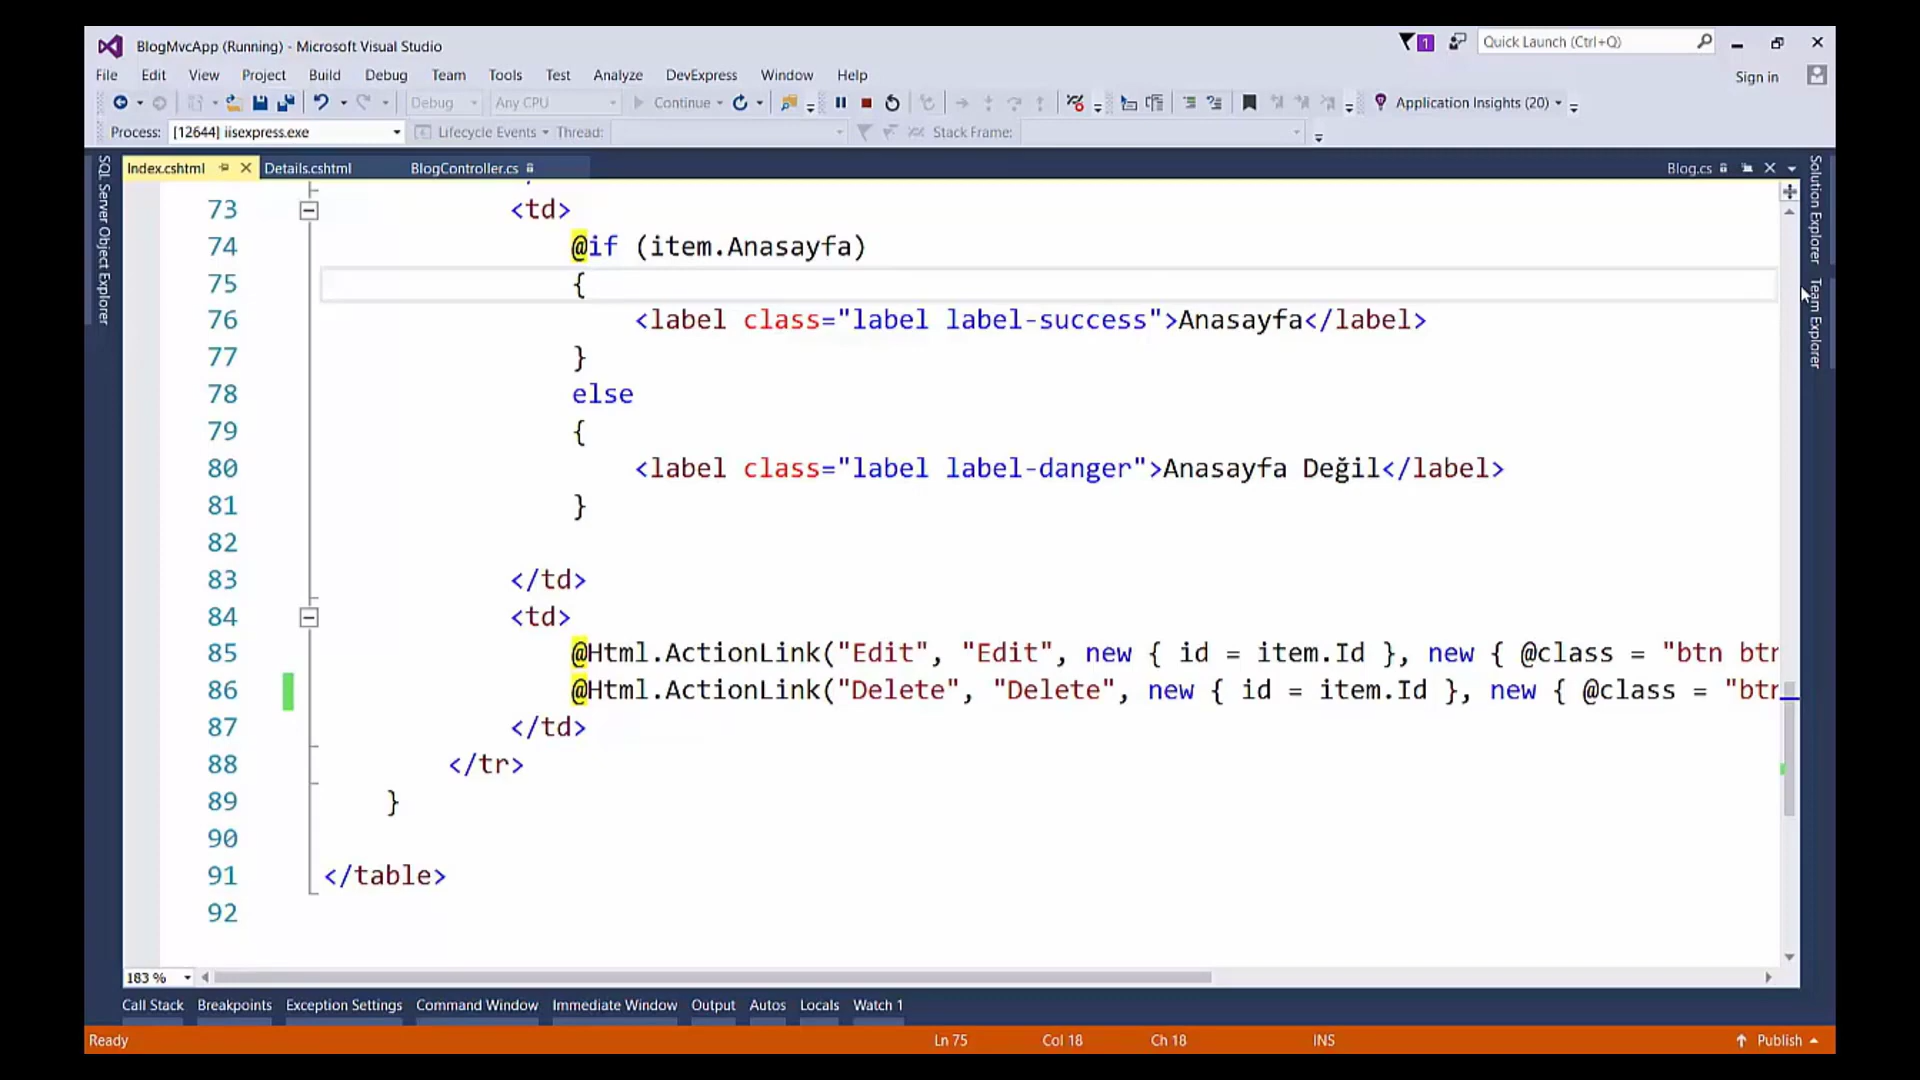 BlogMvcApp (Running) - Microsoft Visual Studio
1
Quick Launch (Ctrl+Q)
File Edit View Project Build Debug Team Tools Test Analyze DevExpress Window Help
Sign in
Debug Any CPU Continue Application Insights (20)
Process: [12644] iisexpress.exe Lifecycle Events Thread: Stack Frame:
Index.cshtml Details.cshtml BlogController.cs Blog.cs
SQL Server Object Explorer
Solution Explorer
Team Explorer
73 <td>
74 @if (item.Anasayfa)
75 {
76 <label class="label label-success">Anasayfa</label>
77 }
78 else
79 {
80 <label class="label label-danger">Anasayfa Değil</label>
81 }
82
83 </td>
84 <td>
85 @Html.ActionLink("Edit", "Edit", new { id = item.Id }, new { @class = "btn btn
86 @Html.ActionLink("Delete", "Delete", new { id = item.Id }, new { @class = "btn
87 </td>
88 </tr>
89 }
90
91 </table>
92
183 %
Call Stack Breakpoints Exception Settings Command Window Immediate Window Output Autos Locals Watch 1
Ready Ln 75 Col 18 Ch 18 INS Publish